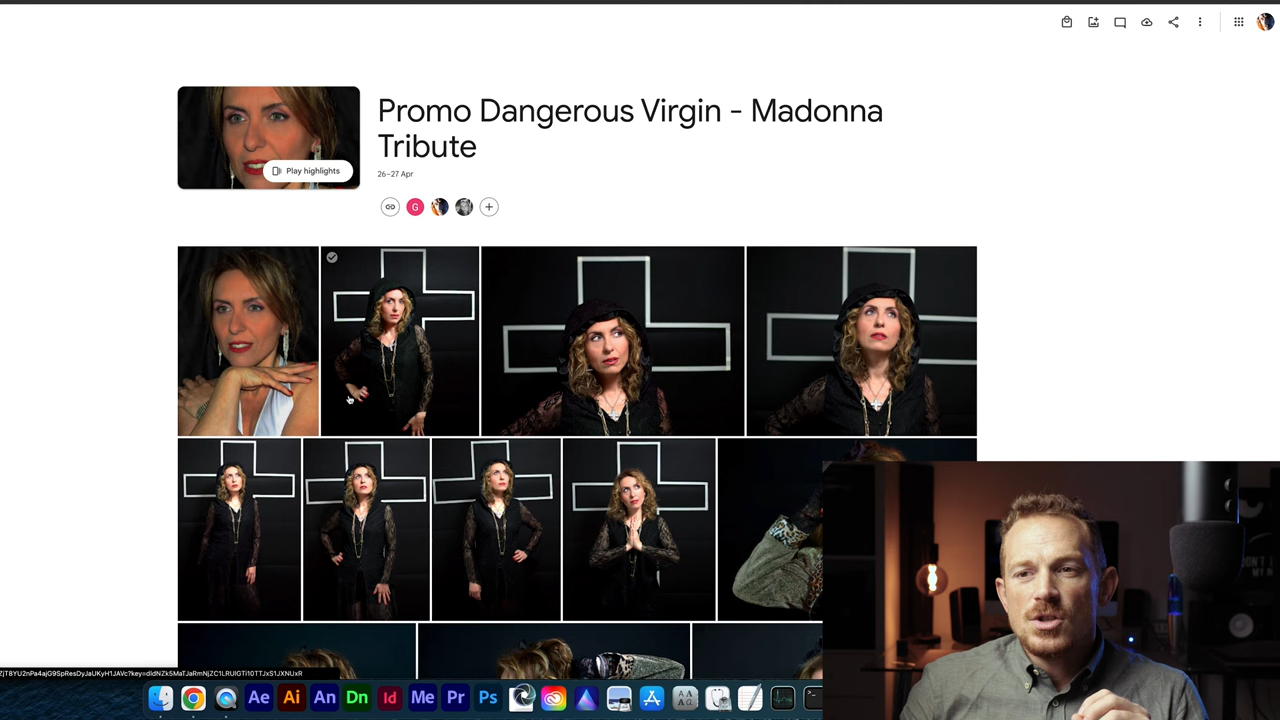 Promo Dangerous Virgin - Madonna
Tribute
Play highlights
26–27 Apr
G
Ae
Ai
An
Dn
Id
Me
Pr
Ps